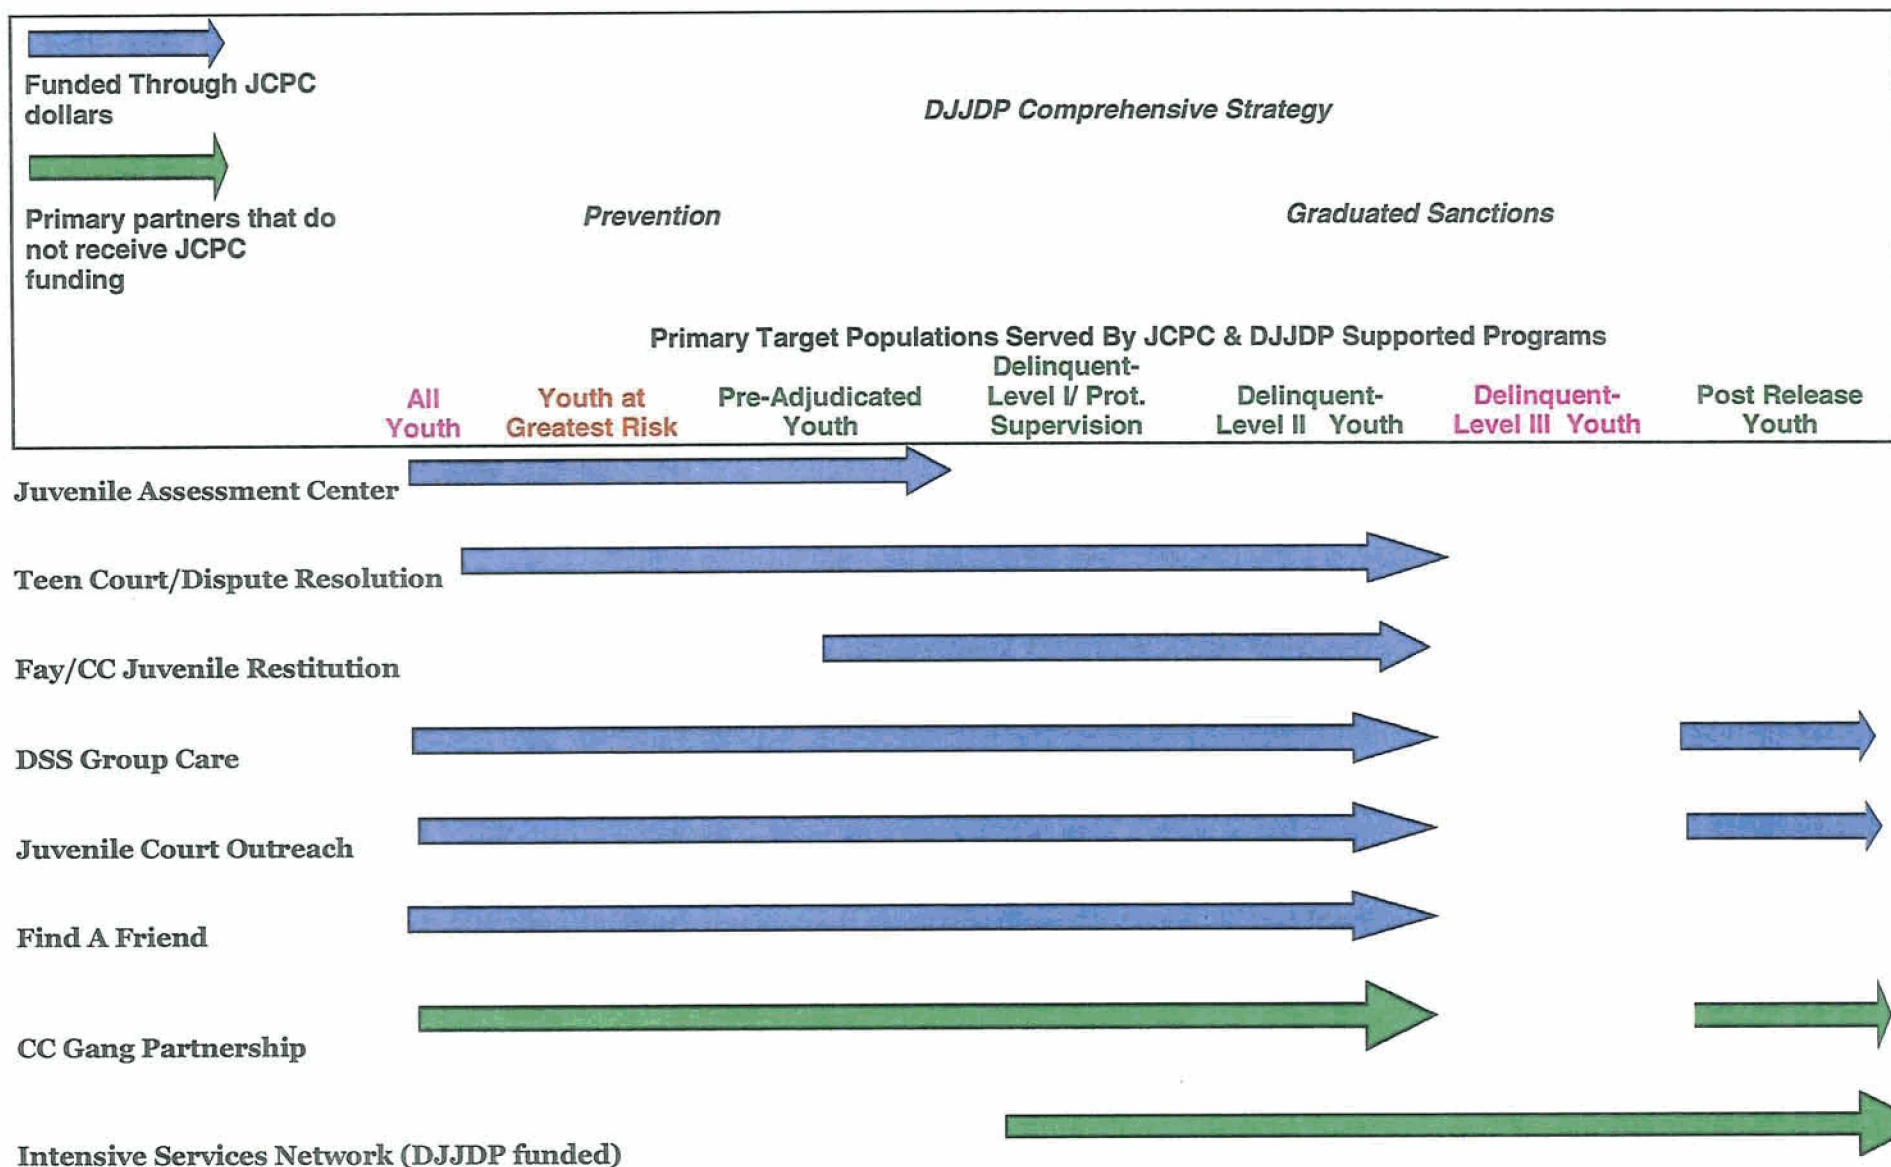 Funded Through JCPC
dollars
DJJDP Comprehensive Strategy
Primary partners that do
not receive JCPC
funding
Prevention
Graduated Sanctions
Primary Target Populations Served By JCPC & DJJDP Supported Programs
All
Youth
Youth at
Greatest Risk
Pre-Adjudicated
Youth
Delinquent-
Level I/ Prot.
Supervision
Delinquent-
Level II Youth
Delinquent-
Level III Youth
Post Release
Youth
Juvenile Assessment Center
Teen Court/Dispute Resolution
Fay/CC Juvenile Restitution
DSS Group Care
Juvenile Court Outreach
Find A Friend
CC Gang Partnership
Intensive Services Network (DJJDP funded)